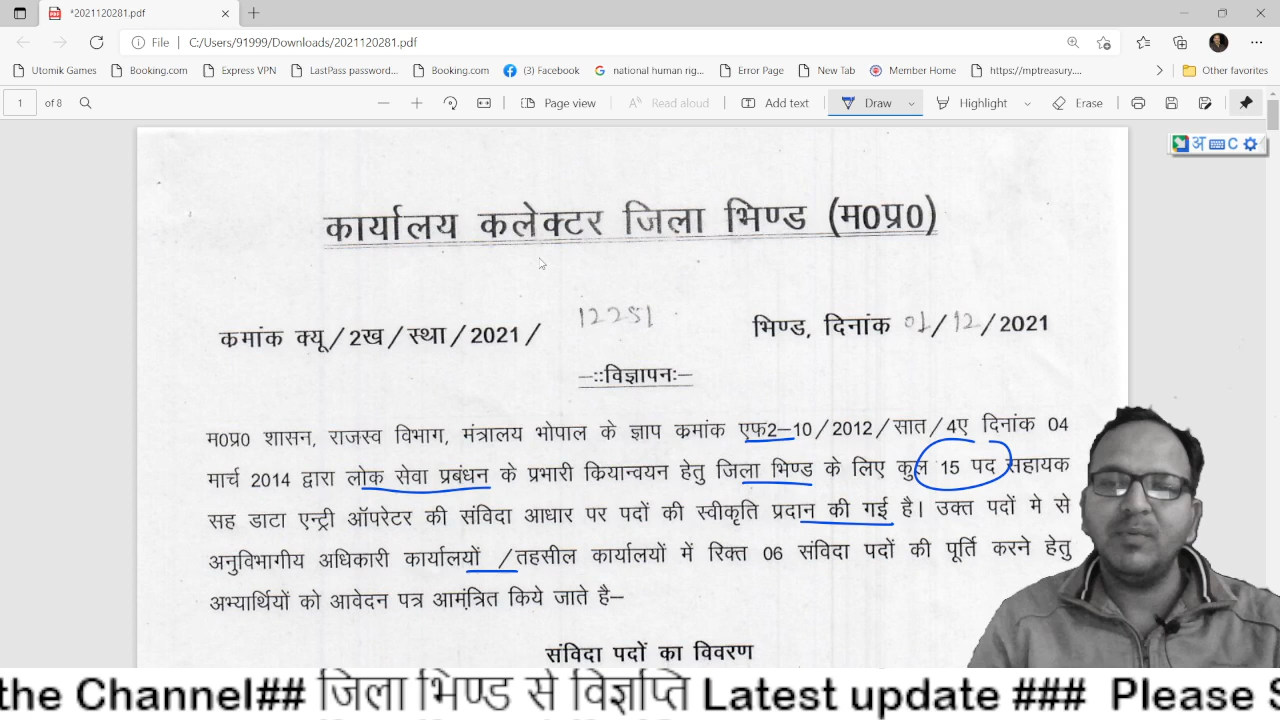 *2021120281.pdf
File C:/Users/91999/Downloads/2021120281.pdf
Utomik Games Booking.com Express VPN LastPass password... Booking.com (3) Facebook national human rig... Error Page New Tab Member Home https://mptreasury.... Other favorites
1 of 8 Page view Read aloud Add text Draw Highlight Erase
अ C
कार्यालय कलेक्टर जिला भिण्ड (म0प्र0)
कमांक क्यू/2ख/स्था/2021/ 12251 भिण्ड, दिनांक 01/12/2021
-::विज्ञापन:-
म0प्र0 शासन, राजस्व विभाग, मंत्रालय भोपाल के ज्ञाप कमांक एफ2-10/2012/सात/4ए दिनांक 04
मार्च 2014 द्वारा लोक सेवा प्रबंधन के प्रभारी कियान्वयन हेतु जिला भिण्ड के लिए कुल 15 पद सहायक
सह डाटा एन्ट्री ऑपरेटर की संविदा आधार पर पदों की स्वीकृति प्रदान की गई है। उक्त पदों मे से
अनुविभागीय अधिकारी कार्यालयों /तहसील कार्यालयों में रिक्त 06 संविदा पदों की पूर्ति करने हेतु
अभ्यार्थियों को आवेदन पत्र आमंत्रित किये जाते है-
संविदा पदों का विवरण
the Channel## जिला भिण्ड से विज्ञप्ति Latest update ### Please S